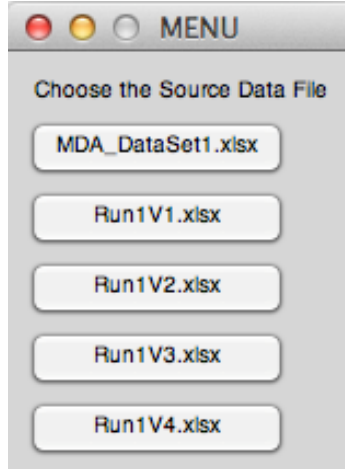 MENU
Choose the Source Data File
MDA_DataSet1.xlsx
Run1V1.xlsx
Run1V2.xlsx
Run1V3.xlsx
Run1V4.xlsx